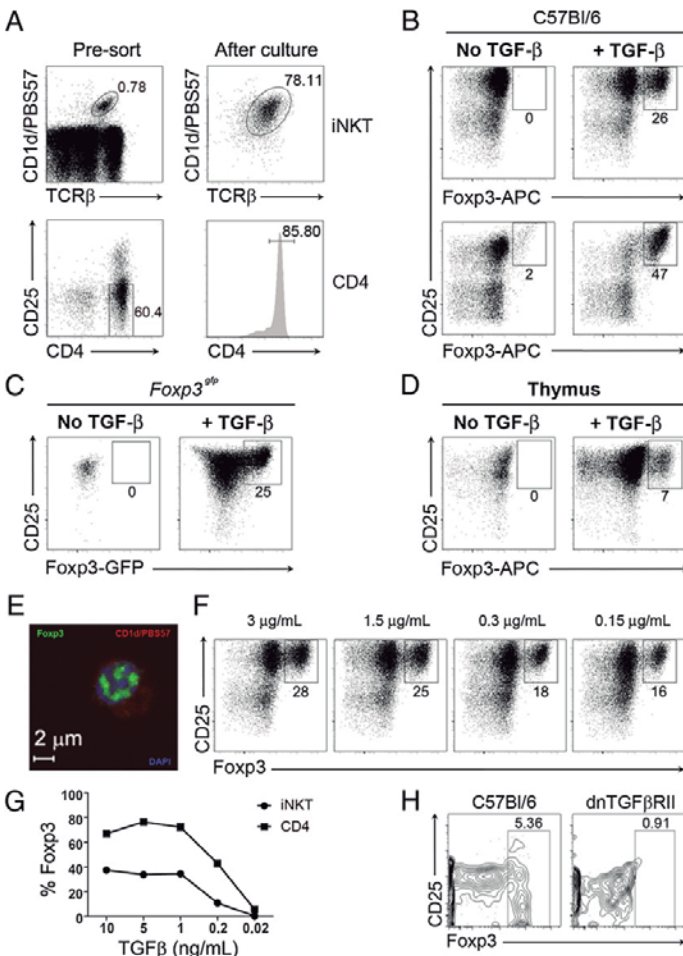 A
Pre-sort
After culture
CD1d/PBS57
0.78
TCRβ
CD1d/PBS57
78.11
TCRβ
iNKT
CD25
60.4
CD4
85.80
CD4
CD4
B
C57Bl/6
No TGF-β
+ TGF-β
0
26
Foxp3-APC
CD25
2
47
Foxp3-APC
C
Foxp3gfp
No TGF-β
+ TGF-β
CD25
0
25
Foxp3-GFP
D
Thymus
No TGF-β
+ TGF-β
CD25
0
7
Foxp3-APC
E
Foxp3
CD1d/PBS57
2 µm
DAPI
F
3 µg/mL
1.5 µg/mL
0.3 µg/mL
0.15 µg/mL
CD25
28
25
18
16
Foxp3
G
% Foxp3
80
60
40
20
0
iNKT
CD4
10
5
1
0.2
0.02
TGFβ (ng/mL)
H
C57Bl/6
dnTGFβRII
CD25
5.36
0.91
Foxp3